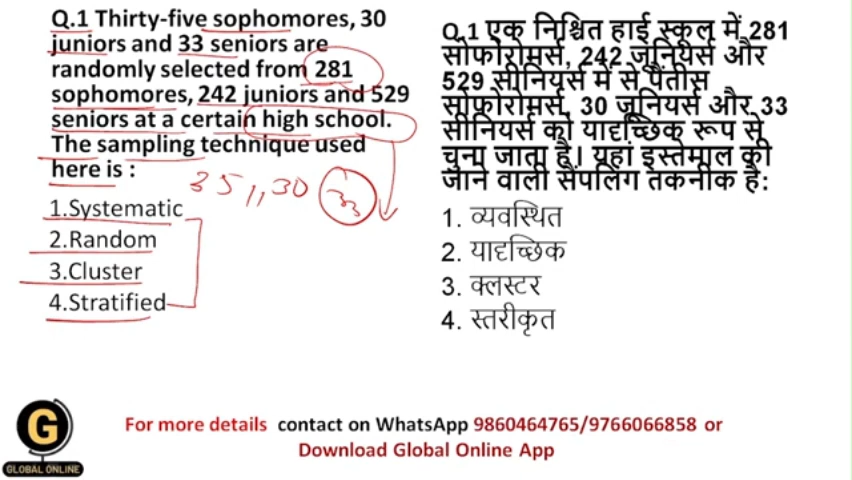 Q.1 Thirty-five sophomores, 30
juniors and 33 seniors are
randomly selected from 281
sophomores, 242 juniors and 529
seniors at a certain high school.
The sampling technique used
here is :
35,, 30 33
1.Systematic
2.Random
3.Cluster
4.Stratified
Q.1 एक निश्चित हाई स्कूल में 281
सोफोरोमर्स, 242 जूनियर्स और
529 सीनियर्स में से पैंतीस
सोफ़ोरोमर्स, 30 जूनियर्स और 33
सीनियर्स को यादृच्छिक रूप से
चुना जाता है। यहां इस्तेमाल की
जाने वाली सैंपलिंग तकनीक है:
1. व्यवस्थित
2. यादृच्छिक
3. क्लस्टर
4. स्तरीकृत
G
GLOBAL ONLINE
For more details contact on WhatsApp 9860464765/9766066858 or
Download Global Online App